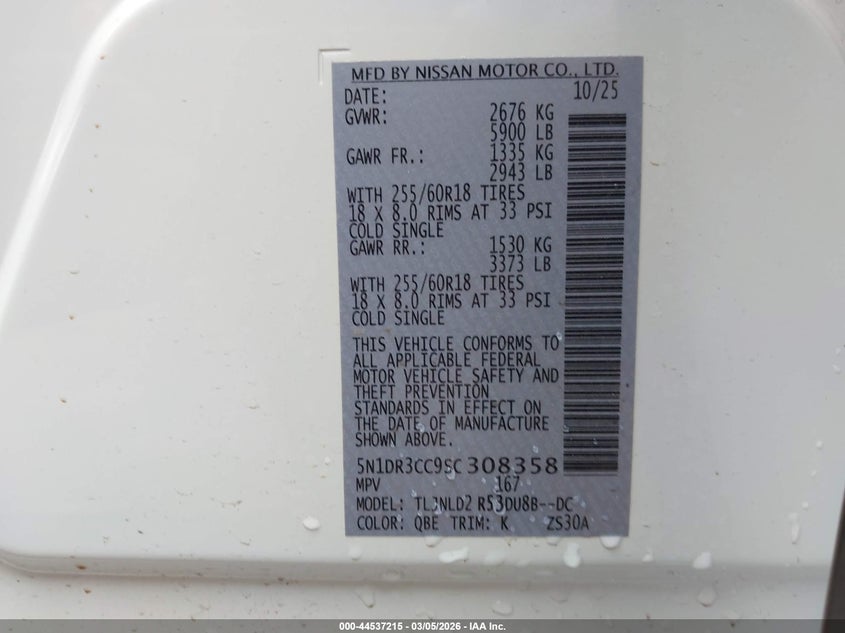 MFD BY NISSAN MOTOR CO., LTD.
DATE: 10/25
GVWR: 2676 KG
5900 LB
GAWR FR.: 1335 KG
2943 LB
WITH 255/60R18 TIRES
18 X 8.0 RIMS AT 33 PSI
COLD SINGLE
GAWR RR.: 1530 KG
3373 LB
WITH 255/60R18 TIRES
18 X 8.0 RIMS AT 33 PSI
COLD SINGLE
THIS VEHICLE CONFORMS TO
ALL APPLICABLE FEDERAL
MOTOR VEHICLE SAFETY AND
THEFT PREVENTION
STANDARDS IN EFFECT ON
THE DATE OF MANUFACTURE
SHOWN ABOVE.
5N1DR3CC9SC308358
MPV 167
MODEL: TLJNLD2 R53DU8B--DC
COLOR: QBE TRIM: K ZS30A
000-44537215 - 03/05/2026 - IAA Inc.